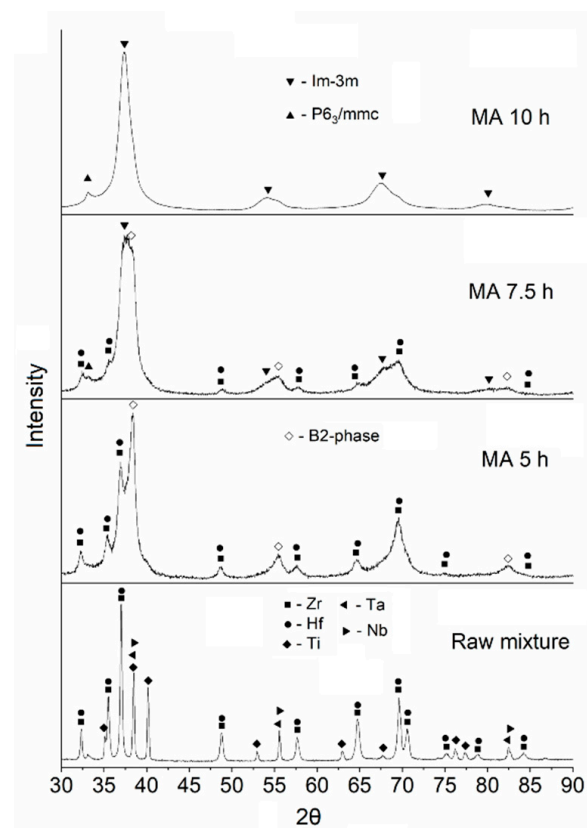 ▼ - Im-3m
▲ - P6₃/mmc
MA 10 h
MA 7.5 h
◇ - B2-phase
MA 5 h
■ - Zr ◄ - Ta
● - Hf ► - Nb
◆ - Ti
Raw mixture
Intensity
30 35 40 45 50 55 60 65 70 75 80 85 90
2θ